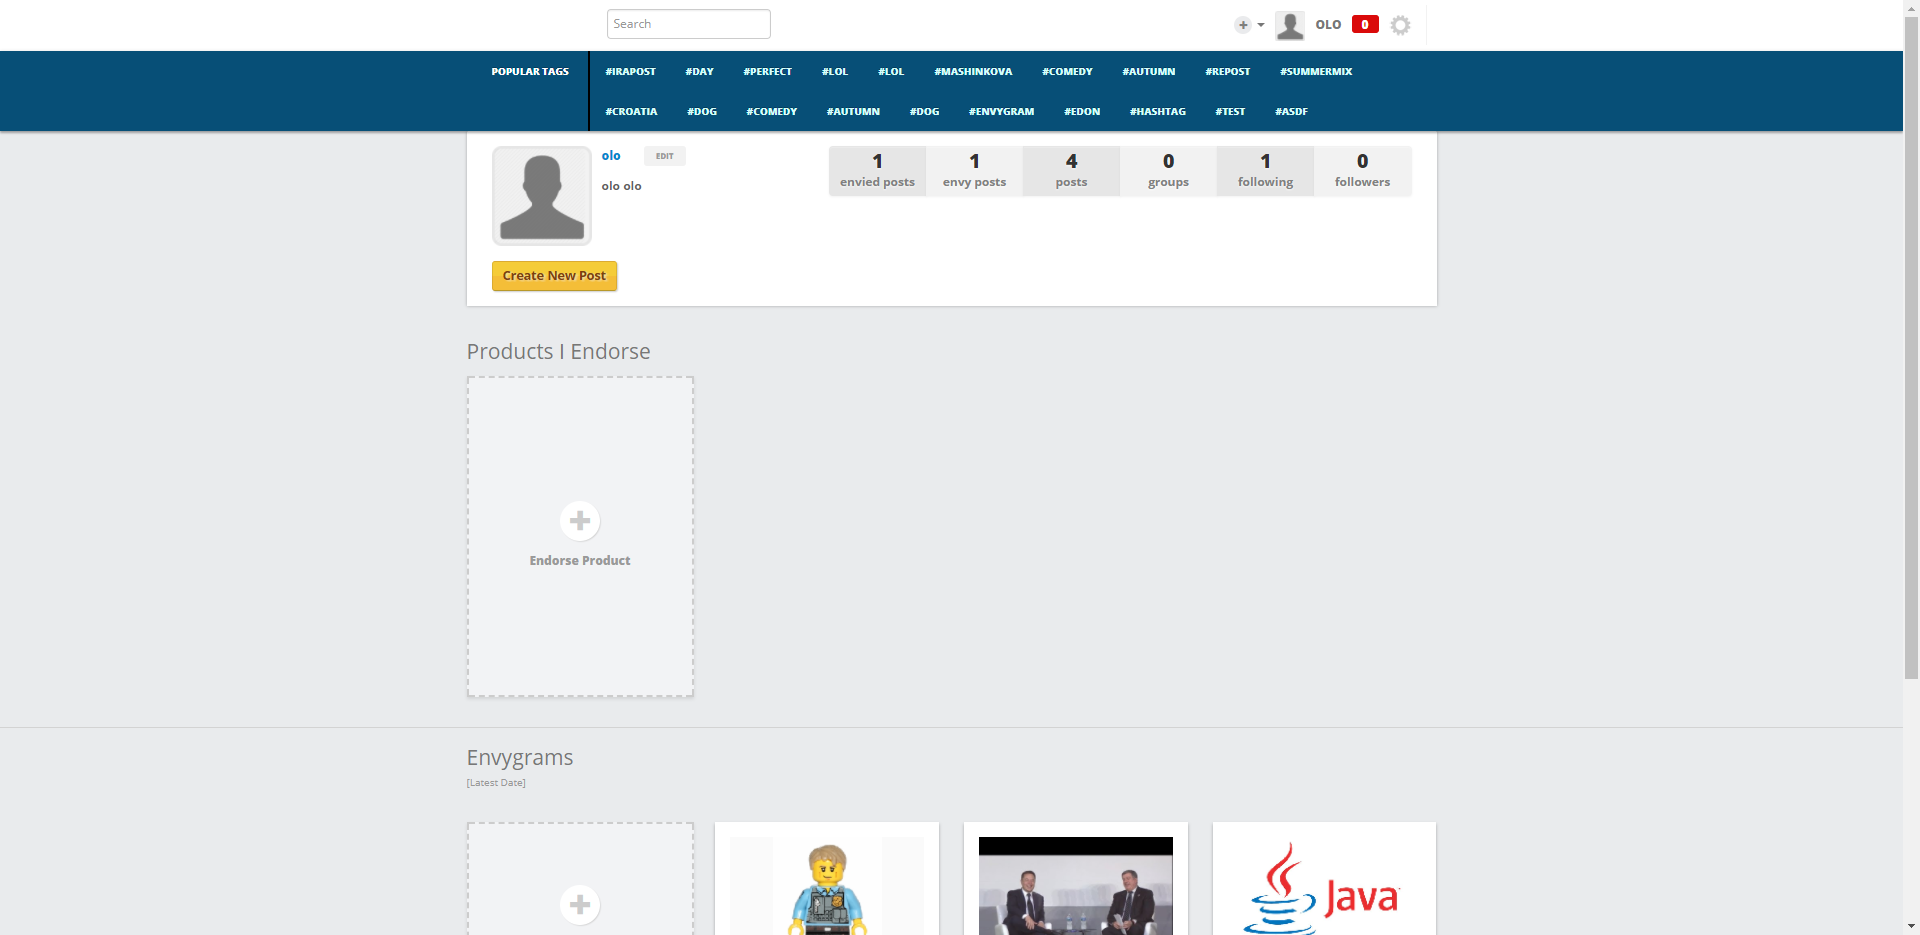 Search
OLO 0
POPULAR TAGS #IRAPOST #DAY #PERFECT #LOL #LOL #MASHINKOVA #COMEDY #AUTUMN #REPOST #SUMMERMIX
#CROATIA #DOG #COMEDY #AUTUMN #DOG #ENVYGRAM #EDON #HASHTAG #TEST #ASDF
olo EDIT
olo olo
1 1 4 0 1 0
envied posts envy posts posts groups following followers
Create New Post
Products I Endorse
Endorse Product
Envygrams
[Latest Date]
Java